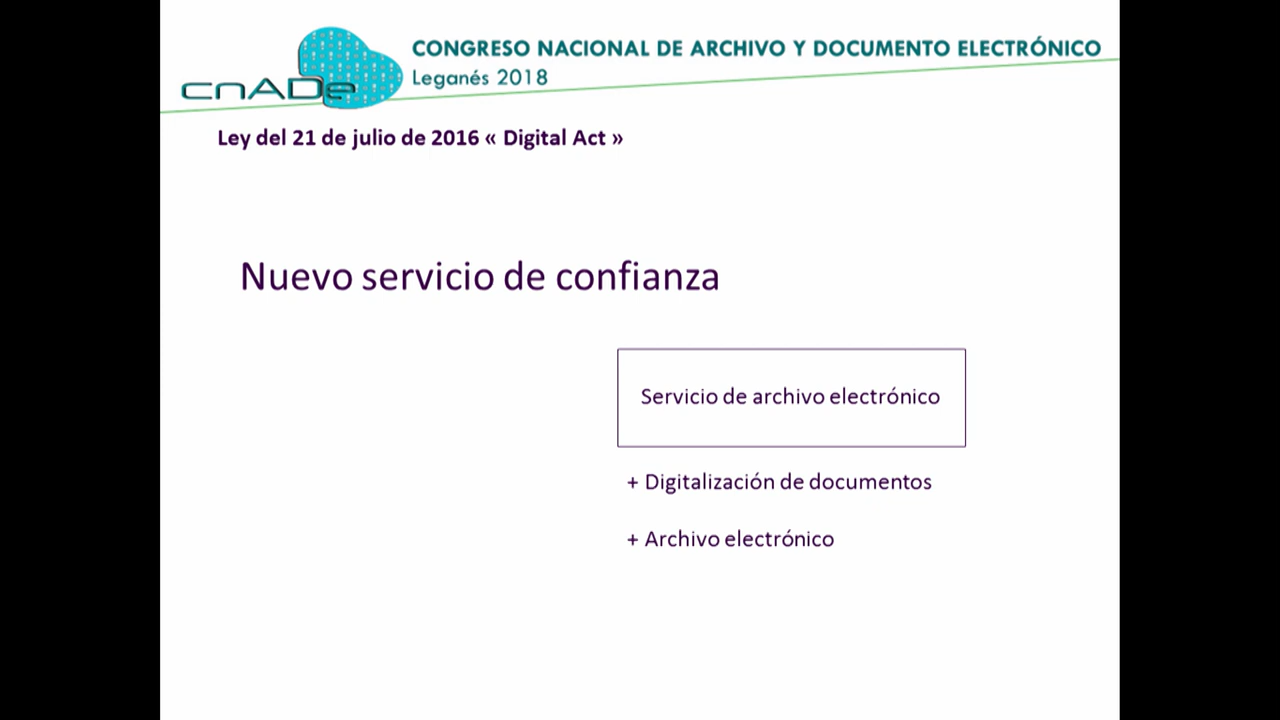 cnADe
CONGRESO NACIONAL DE ARCHIVO Y DOCUMENTO ELECTRÓNICO
Leganés 2018
Ley del 21 de julio de 2016 « Digital Act »
Nuevo servicio de confianza
Servicio de archivo electrónico
+ Digitalización de documentos
+ Archivo electrónico